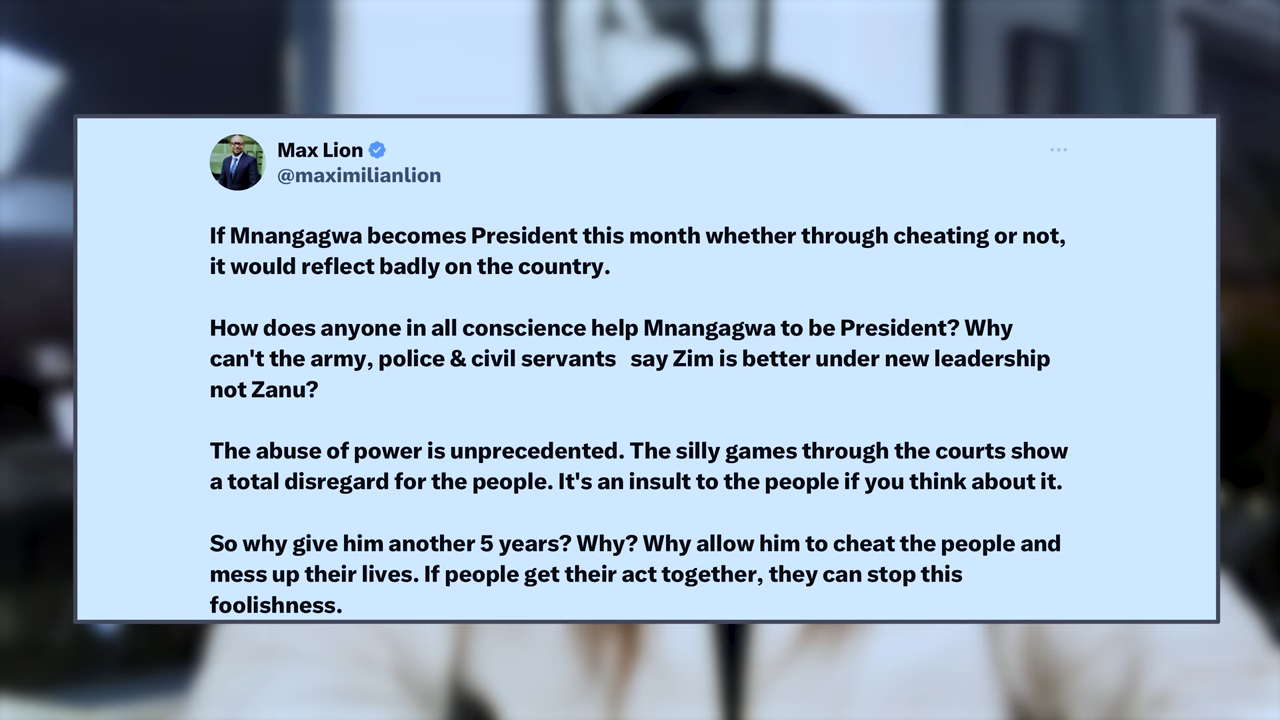 Max Lion
@maximilianlion
If Mnangagwa becomes President this month whether through cheating or not,
it would reflect badly on the country.
How does anyone in all conscience help Mnangagwa to be President? Why
can't the army, police & civil servants   say Zim is better under new leadership
not Zanu?
The abuse of power is unprecedented. The silly games through the courts show
a total disregard for the people. It's an insult to the people if you think about it.
So why give him another 5 years? Why? Why allow him to cheat the people and
mess up their lives. If people get their act together, they can stop this
foolishness.